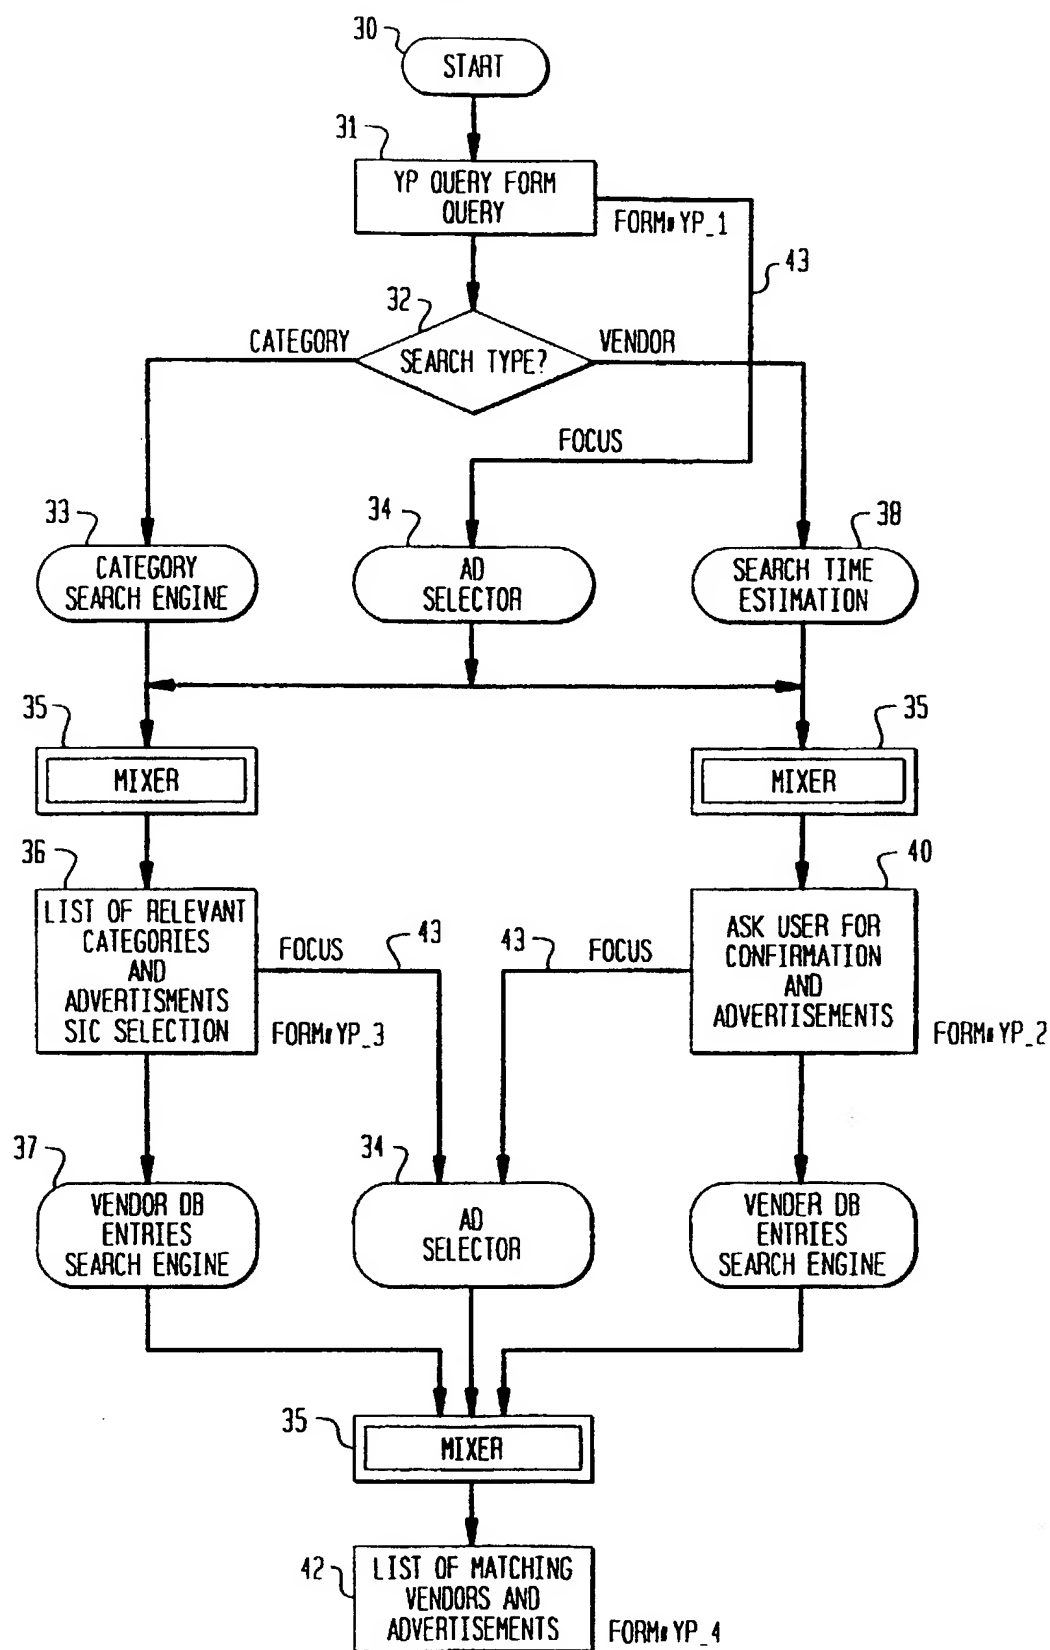 30
START
31
YP QUERY FORM
QUERY
FORM#YP_1
43
32
CATEGORY
SEARCH TYPE?
VENDOR
FOCUS
33
CATEGORY
SEARCH ENGINE
34
AD
SELECTOR
38
SEARCH TIME
ESTIMATION
35
MIXER
35
MIXER
36
LIST OF RELEVANT
CATEGORIES
AND
ADVERTISMENTS
SIC SELECTION
FOCUS
43
FORM#YP_3
43
FOCUS
40
ASK USER FOR
CONFIRMATION
AND
ADVERTISEMENTS
FORM#YP_2
37
VENDOR DB
ENTRIES
SEARCH ENGINE
34
AD
SELECTOR
VENDER DB
ENTRIES
SEARCH ENGINE
35
MIXER
42
LIST OF MATCHING
VENDORS AND
ADVERTISEMENTS
FORM#YP_4